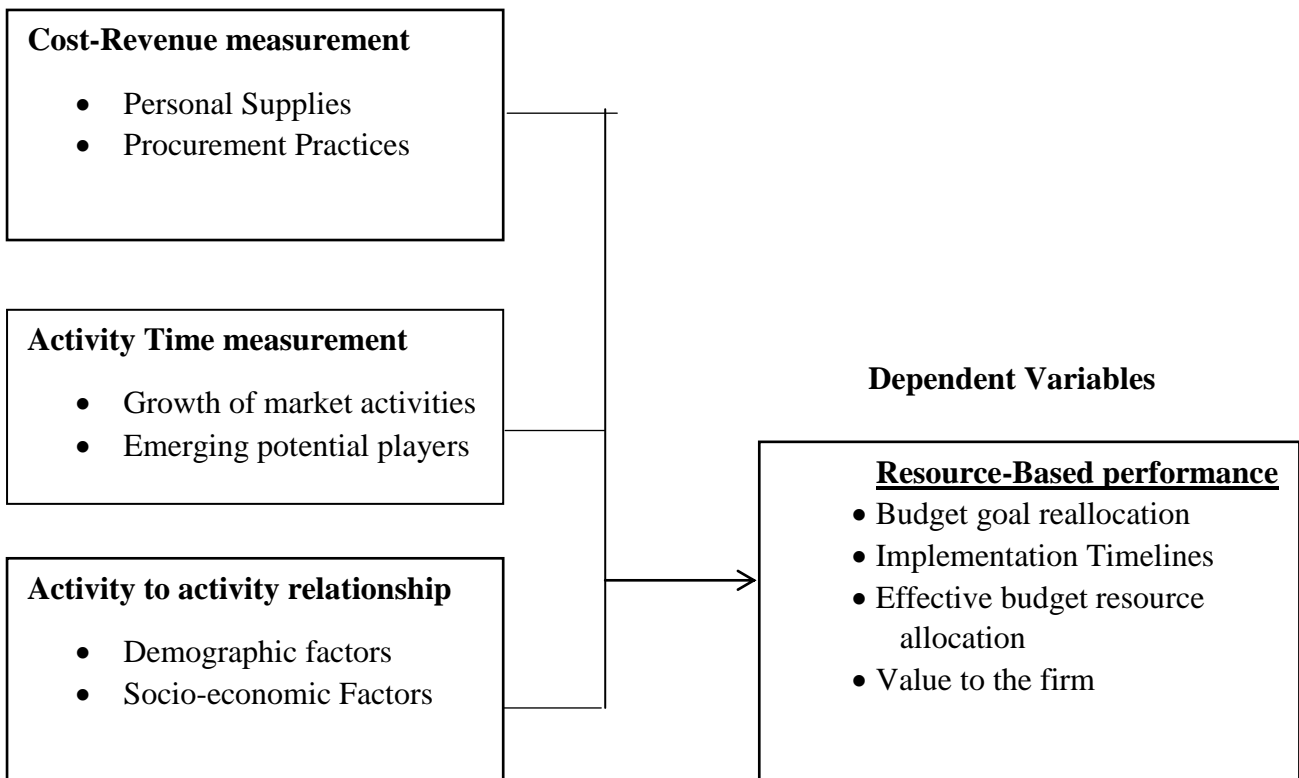 Cost-Revenue measurement
• Personal Supplies
• Procurement Practices
Activity Time measurement
• Growth of market activities
• Emerging potential players
Activity to activity relationship
• Demographic factors
• Socio-economic Factors
Dependent Variables
Resource-Based performance
• Budget goal reallocation
• Implementation Timelines
• Effective budget resource
allocation
• Value to the firm